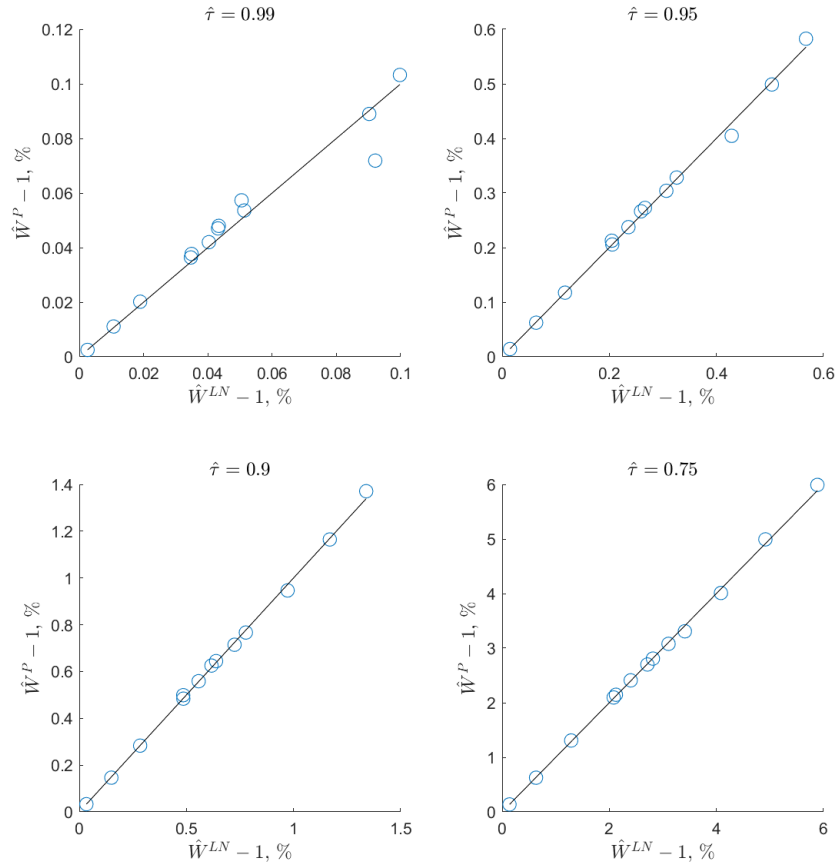 τ̂ = 0.99
0.12
0.1
0.08
0.06
0.04
0.02
0
Ŵ^P − 1, %
0 0.02 0.04 0.06 0.08 0.1
Ŵ^{LN} − 1, %
τ̂ = 0.95
0.6
0.5
0.4
0.3
0.2
0.1
0
Ŵ^P − 1, %
0 0.2 0.4 0.6
Ŵ^{LN} − 1, %
τ̂ = 0.9
1.4
1.2
1
0.8
0.6
0.4
0.2
0
Ŵ^P − 1, %
0 0.5 1 1.5
Ŵ^{LN} − 1, %
τ̂ = 0.75
6
5
4
3
2
1
0
Ŵ^P − 1, %
0 2 4 6
Ŵ^{LN} − 1, %